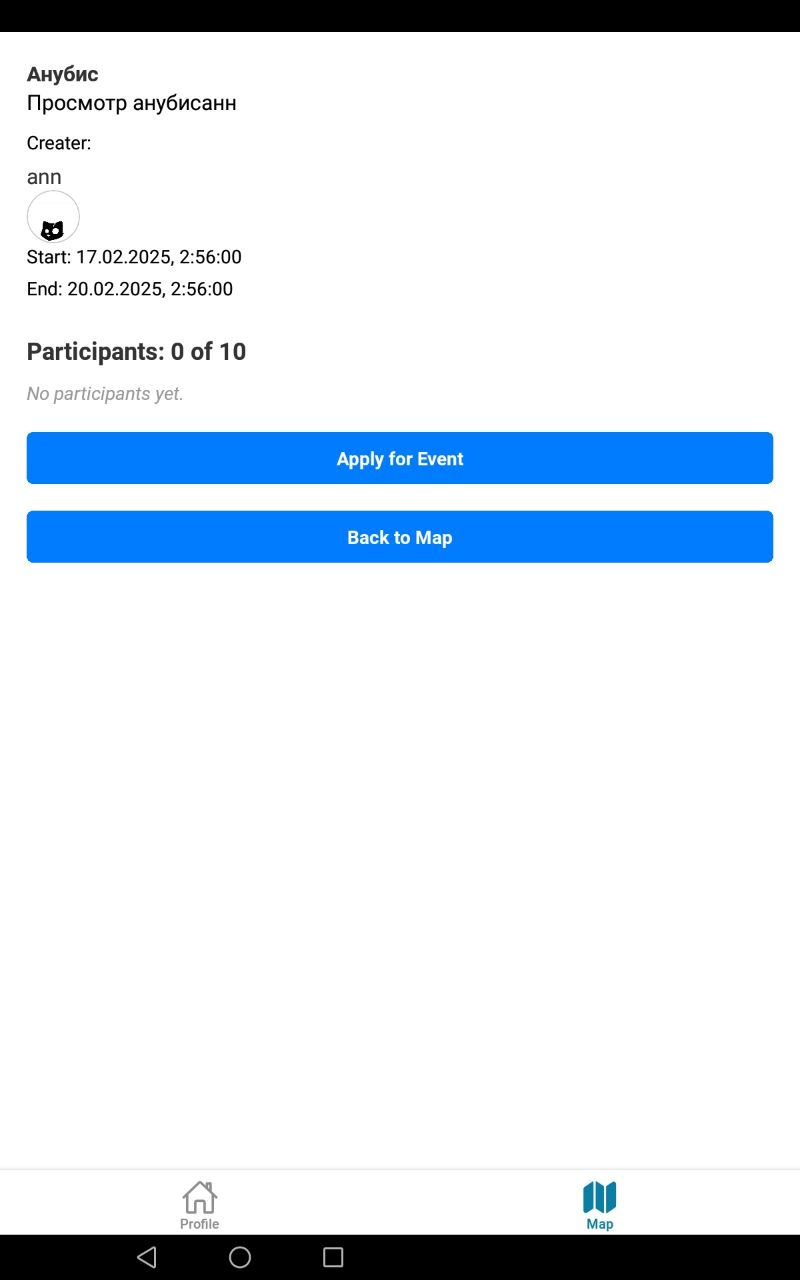 Анубис
Просмотр анубисанн
Creater:
ann
Start: 17.02.2025, 2:56:00
End: 20.02.2025, 2:56:00
Participants: 0 of 10
No participants yet.
Apply for Event
Back to Map
Profile
Map